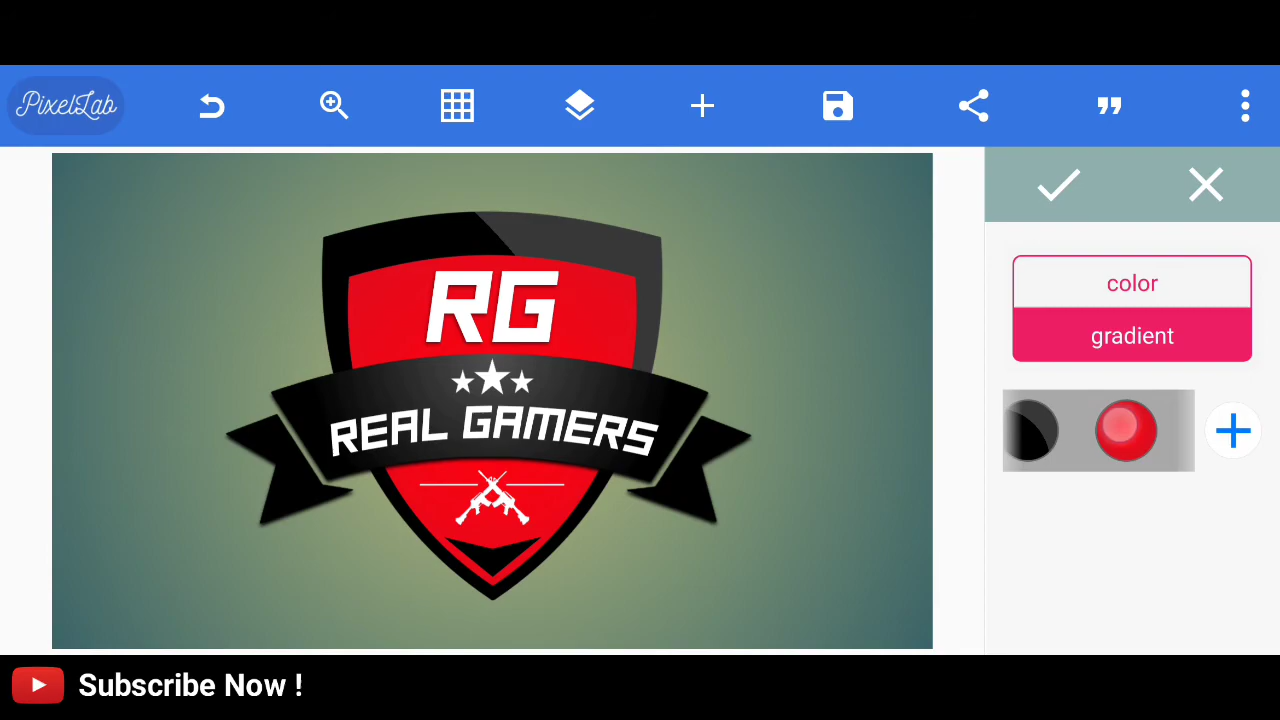 PixelLab
color
gradient
RG
REAL GAMERS
Subscribe Now !